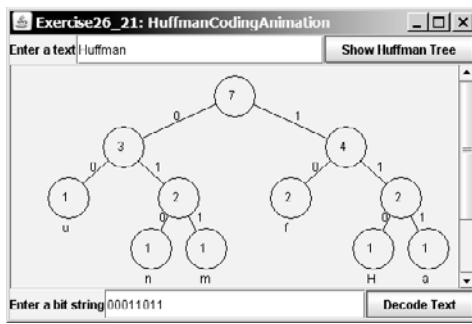 Exercise26_21: HuffmanCodingAnimation
Enter a text Huffman Show Huffman Tree
7
0 1
3 4
0 1 0 1
1 2 2 2
u 0 1 f 0 1
1 1 1 1
n m H a
Enter a bit string 00011011 Decode Text